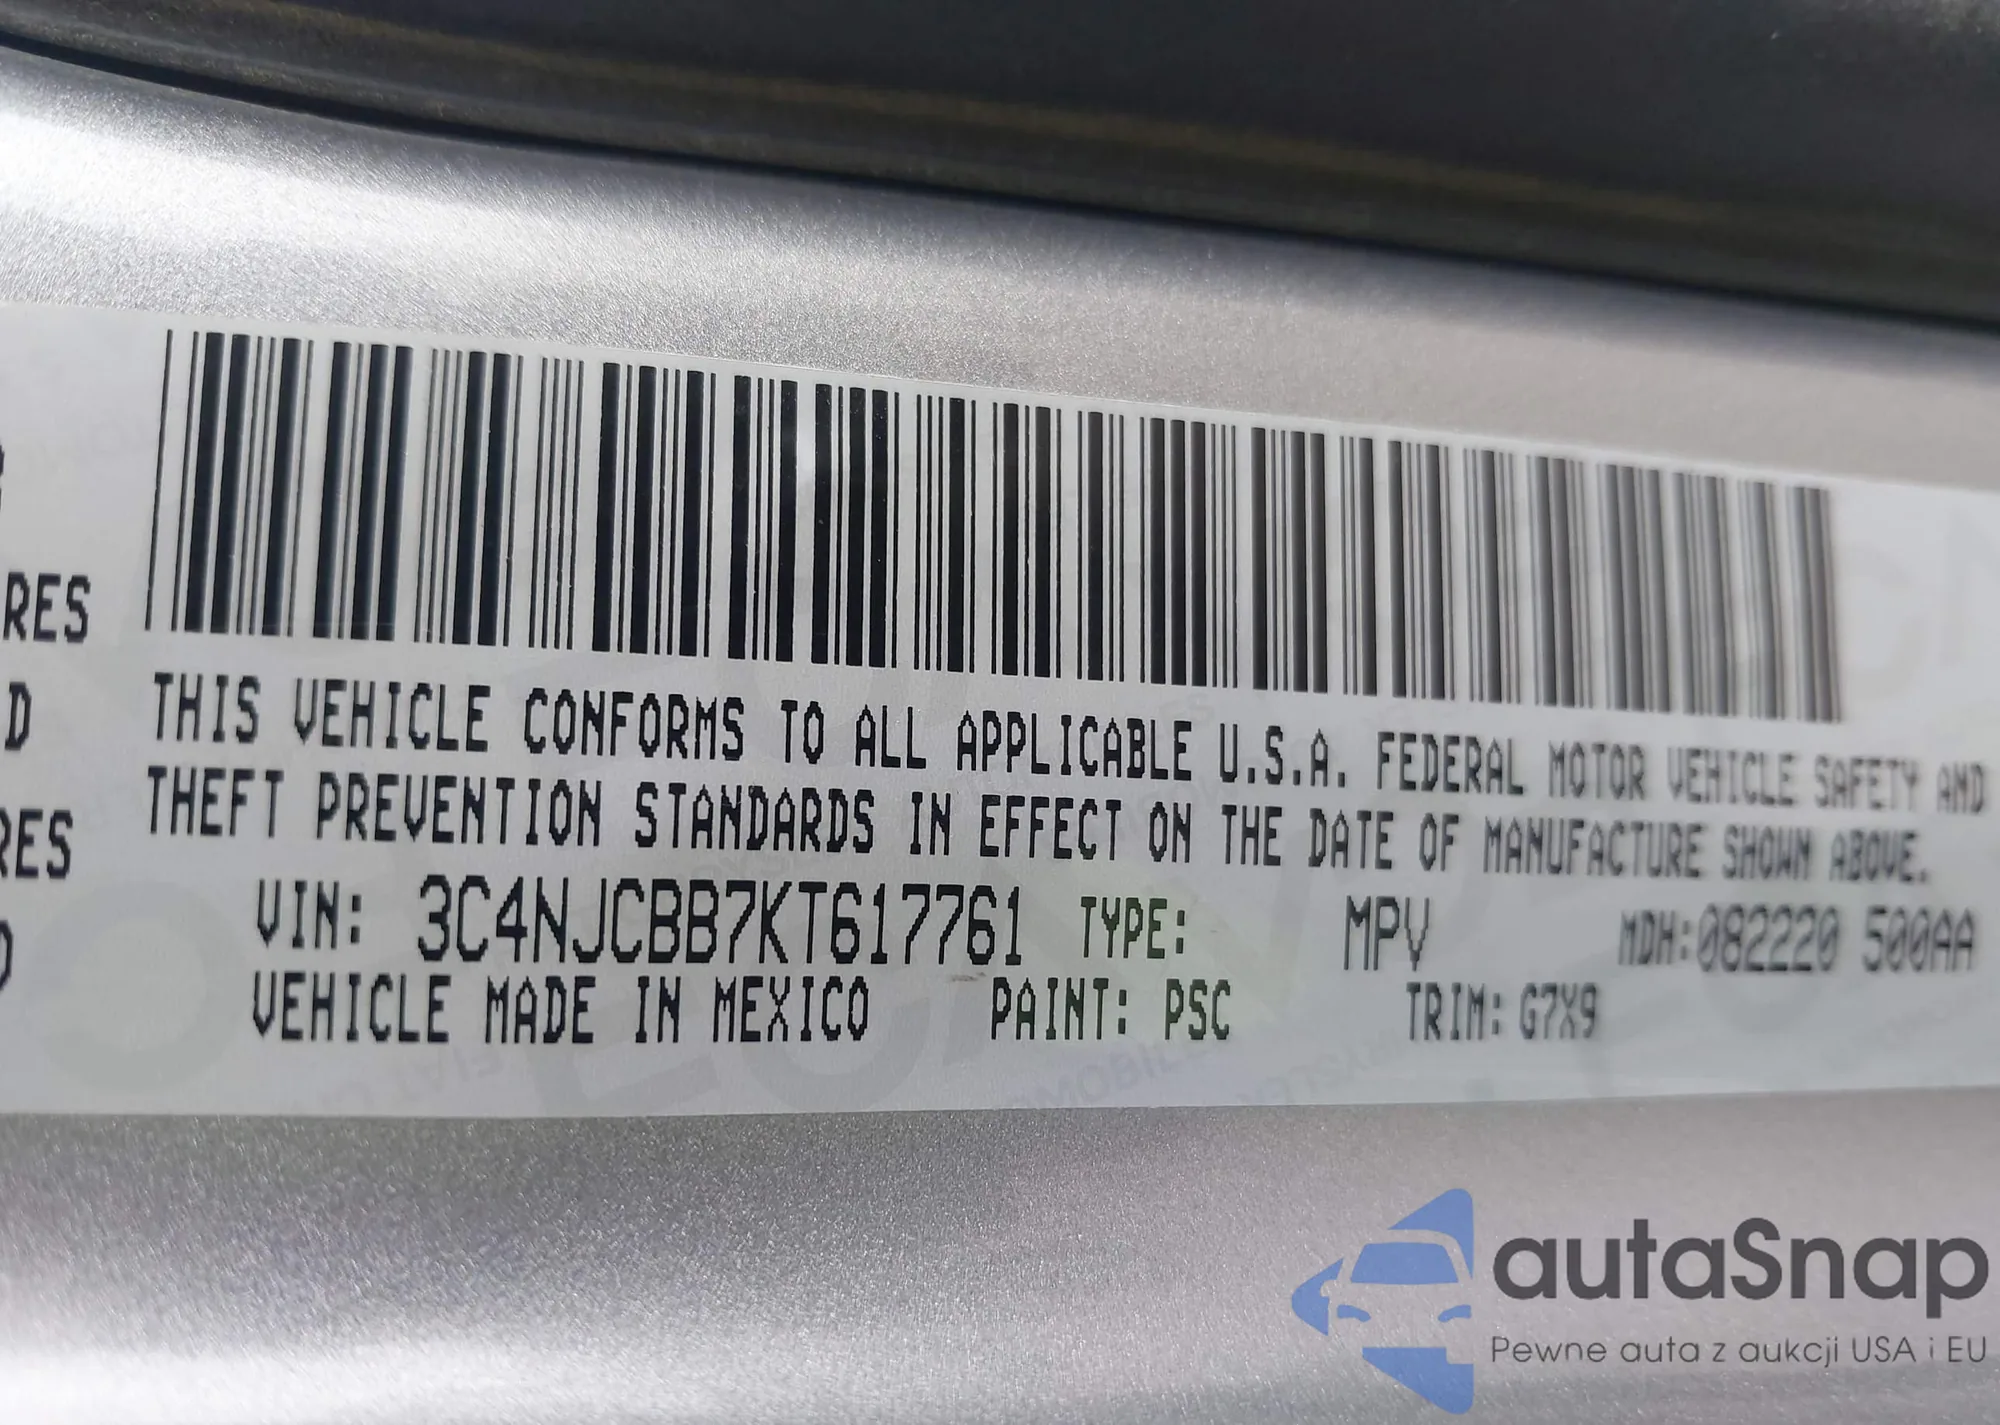 RES
D
RES
THIS VEHICLE CONFORMS TO ALL APPLICABLE U.S.A. FEDERAL MOTOR VEHICLE SAFETY AND
THEFT PREVENTION STANDARDS IN EFFECT ON THE DATE OF MANUFACTURE SHOWN ABOVE.
VIN: 3C4NJCBB7KT617761 TYPE: MPV MDH:082220 500AA
VEHICLE MADE IN MEXICO PAINT: PSC TRIM: G7X9
autaSnap
Pewne auta z aukcji USA i EU